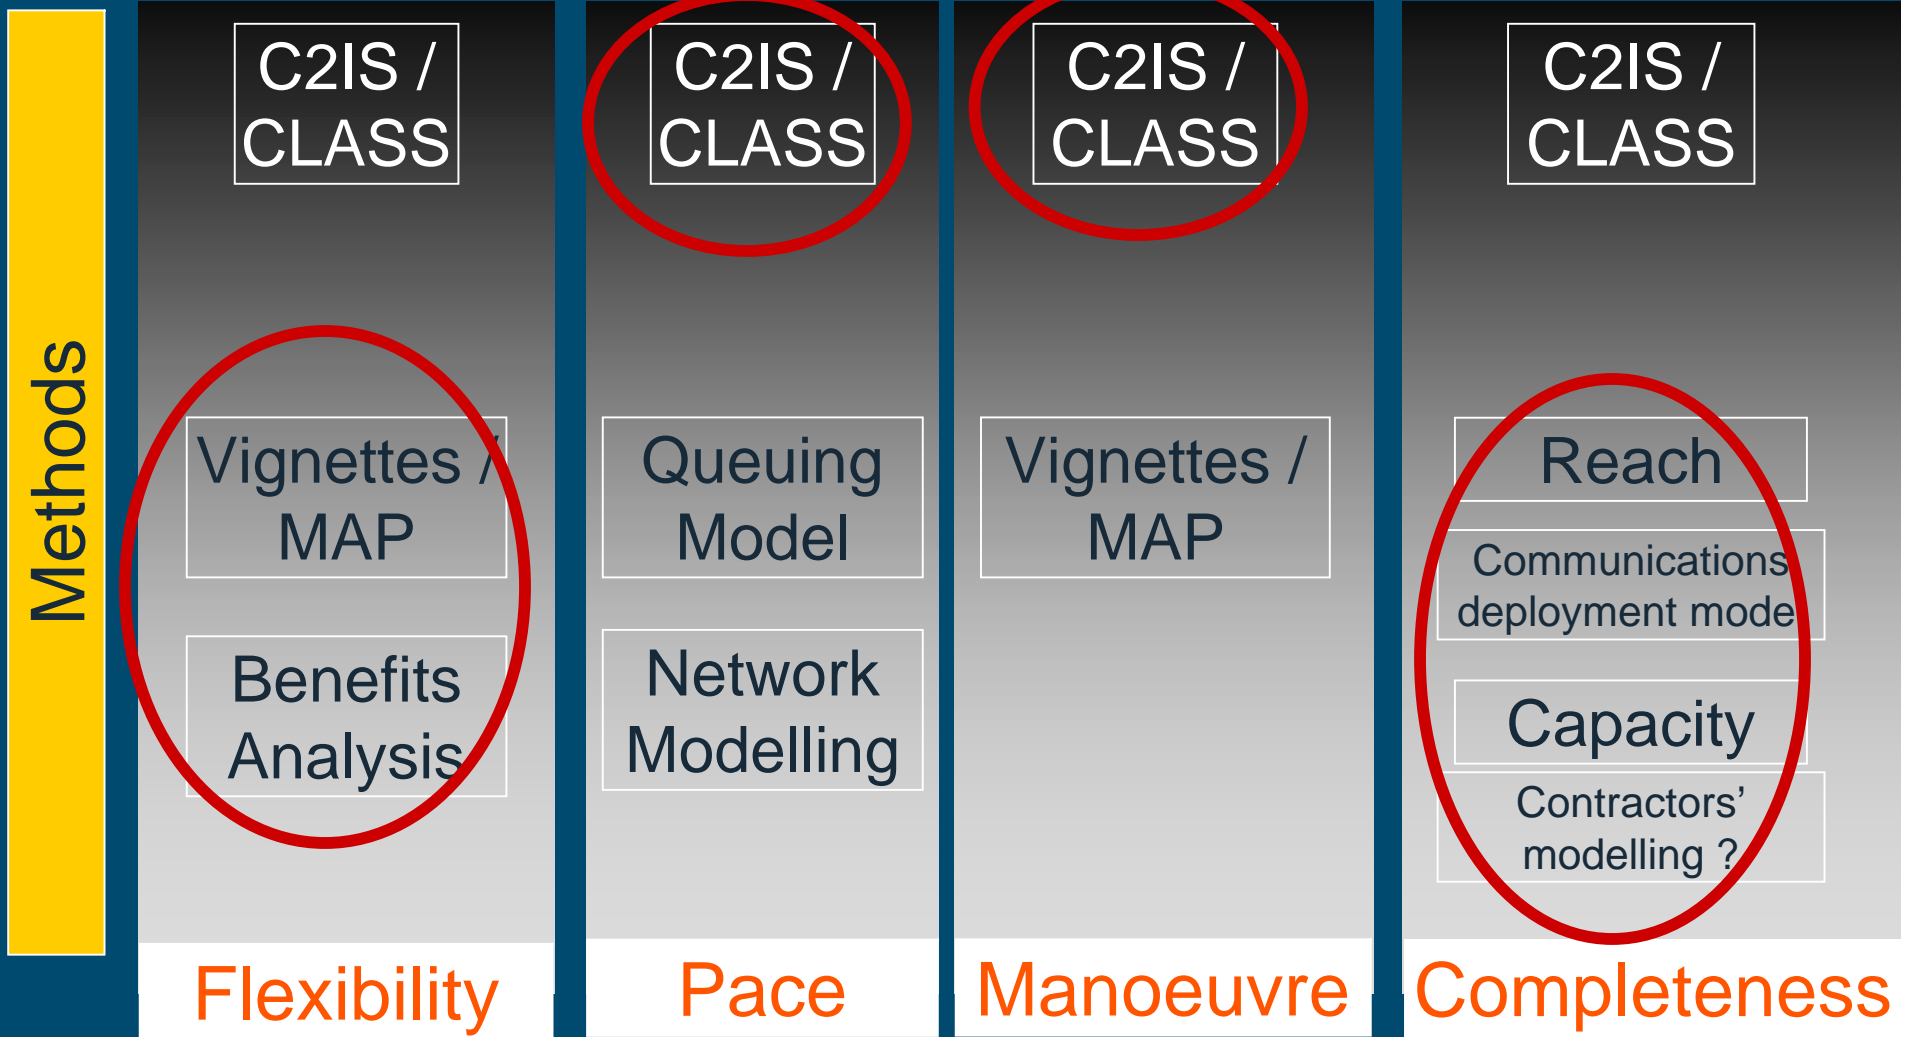 Methods
C2IS /
CLASS
Vignettes /
MAP
Benefits
Analysis
Flexibility
C2IS /
CLASS
Queuing
Model
Network
Modelling
Pace
C2IS /
CLASS
Vignettes /
MAP
Manoeuvre
C2IS /
CLASS
Reach
Communications
deployment mode
Capacity
Contractors’
modelling ?
Completeness